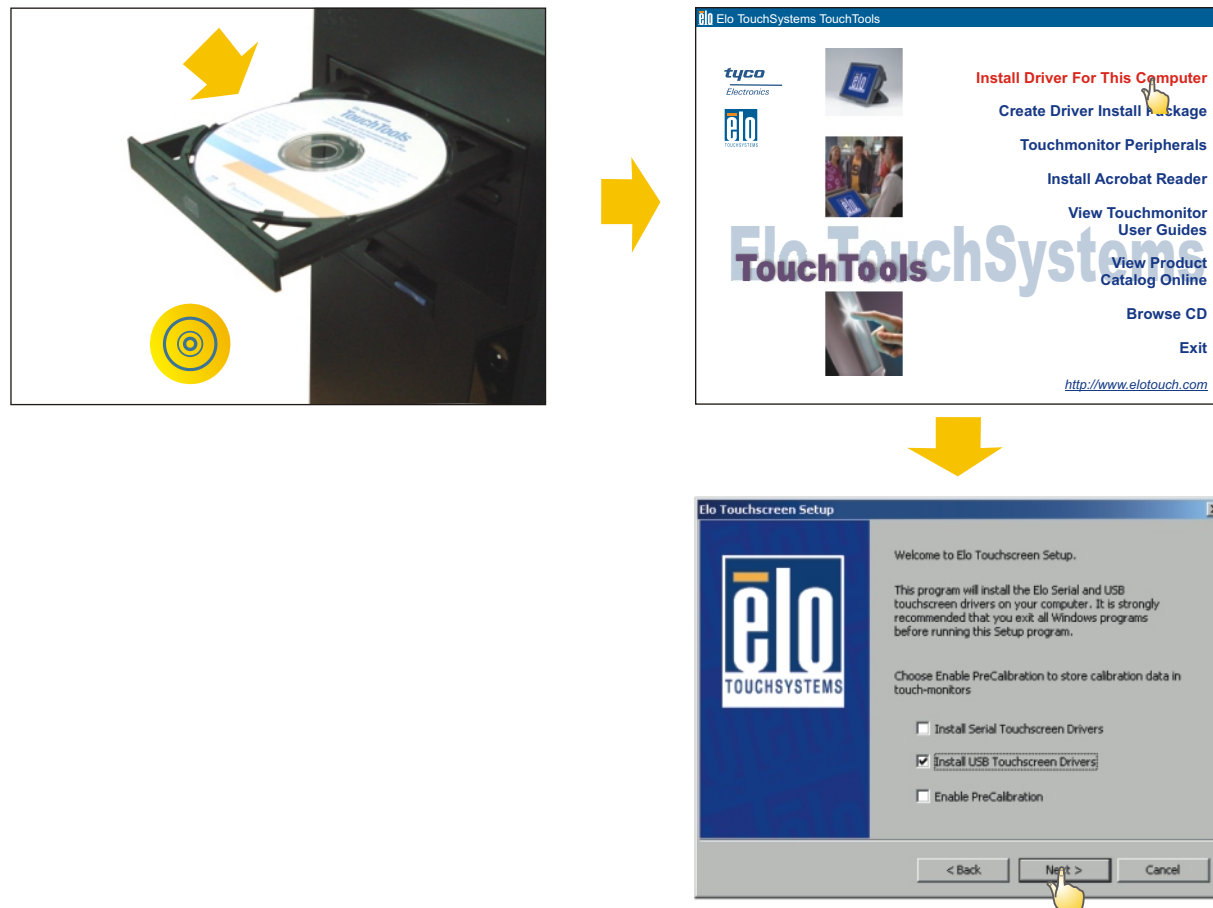 TouchTools
ēlo Elo TouchSystems TouchTools
tyco
Electronics
ēlo
TOUCHSYSTEMS
Install Driver For This Computer
Create Driver Install Package
Touchmonitor Peripherals
Install Acrobat Reader
View Touchmonitor
User Guides
View Product
Catalog Online
Browse CD
Exit
Elo TouchSystems
TouchTools
http://www.elotouch.com
Elo Touchscreen Setup
ēlo
TOUCHSYSTEMS
Welcome to Elo Touchscreen Setup.
This program will install the Elo Serial and USB
touchscreen drivers on your computer. It is strongly
recommended that you exit all Windows programs
before running this Setup program.
Choose Enable PreCalibration to store calibration data in
touch-monitors
Install Serial Touchscreen Drivers
Install USB Touchscreen Drivers
Enable PreCalibration
< Back
Next >
Cancel